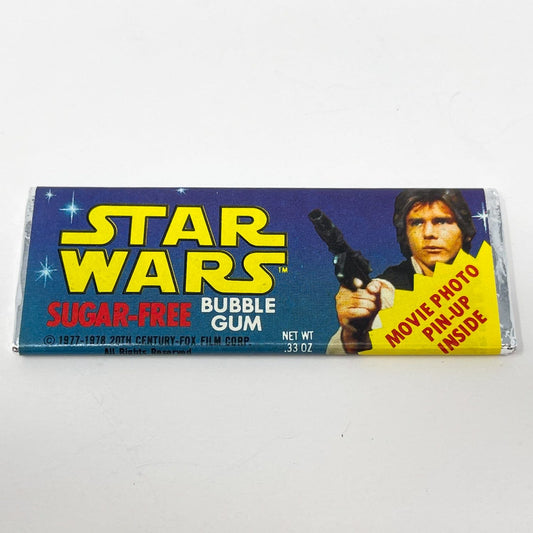 STAR
WARS™
SUGAR-FREE BUBBLE
GUM
© 1977-1978 20TH CENTURY-FOX FILM CORP.
All Rights Reserved
NET WT
.33 OZ
MOVIE PHOTO
PIN-UP
INSIDE